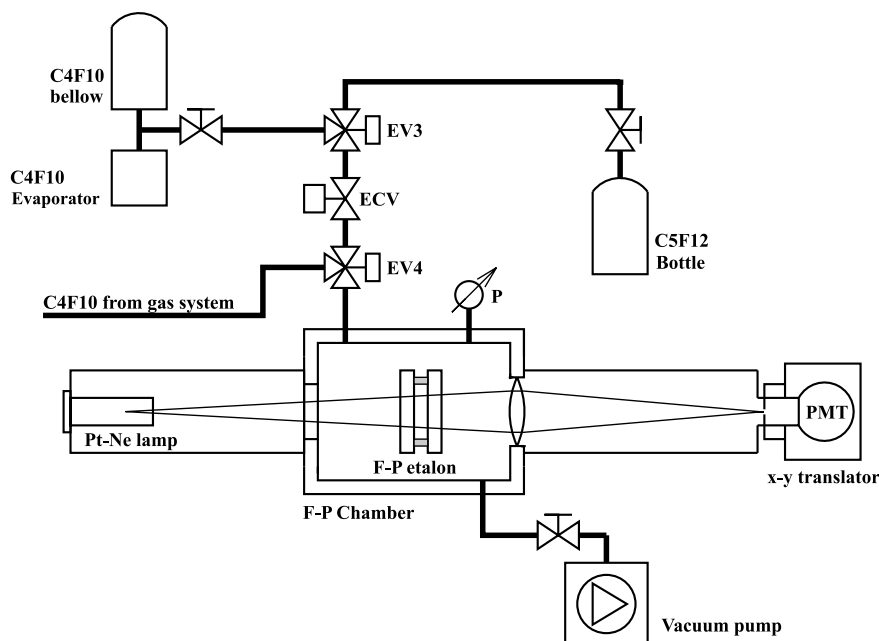 C4F10
bellow
EV3
C4F10
Evaporator
ECV
C5F12
Bottle
EV4
C4F10 from gas system
P
PMT
Pt-Ne lamp
F-P etalon
x-y translator
F-P Chamber
Vacuum pump